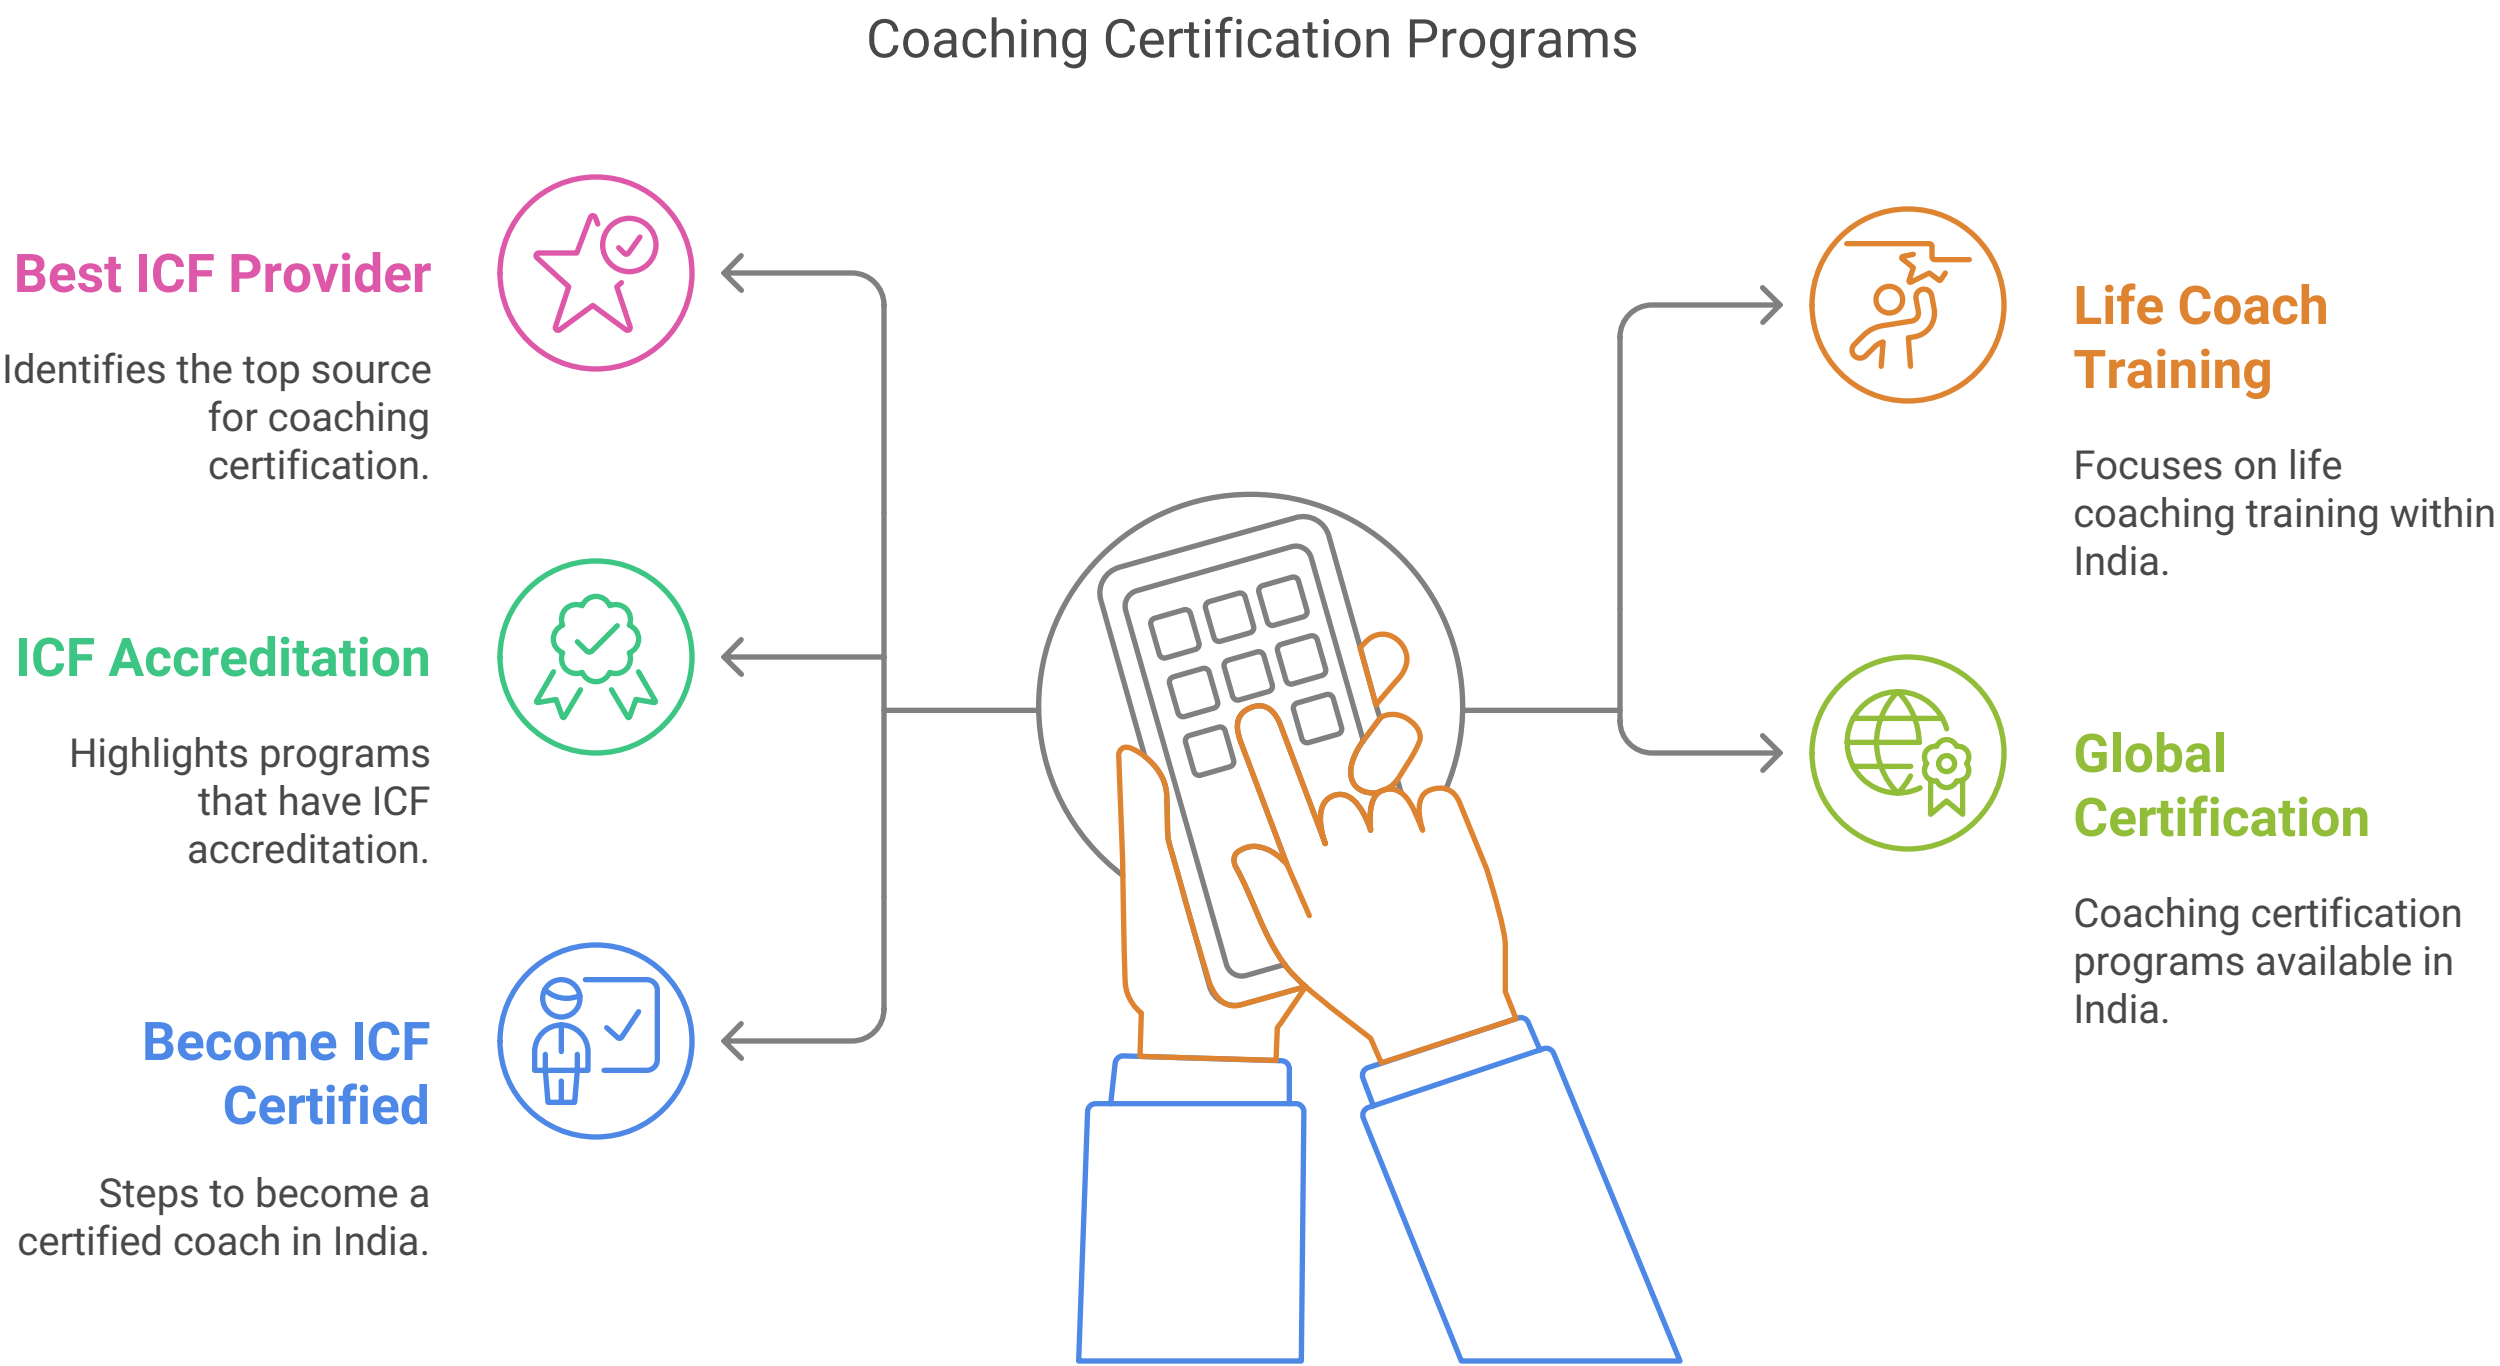 Coaching Certification Programs
Best ICF Provider
Identifies the top source
for coaching
certification.
ICF Accreditation
Highlights programs
that have ICF
accreditation.
Become ICF
Certified
Steps to become a
certified coach in India.
Life Coach
Training
Focuses on life
coaching training within
India.
Global
Certification
Coaching certification
programs available in
India.